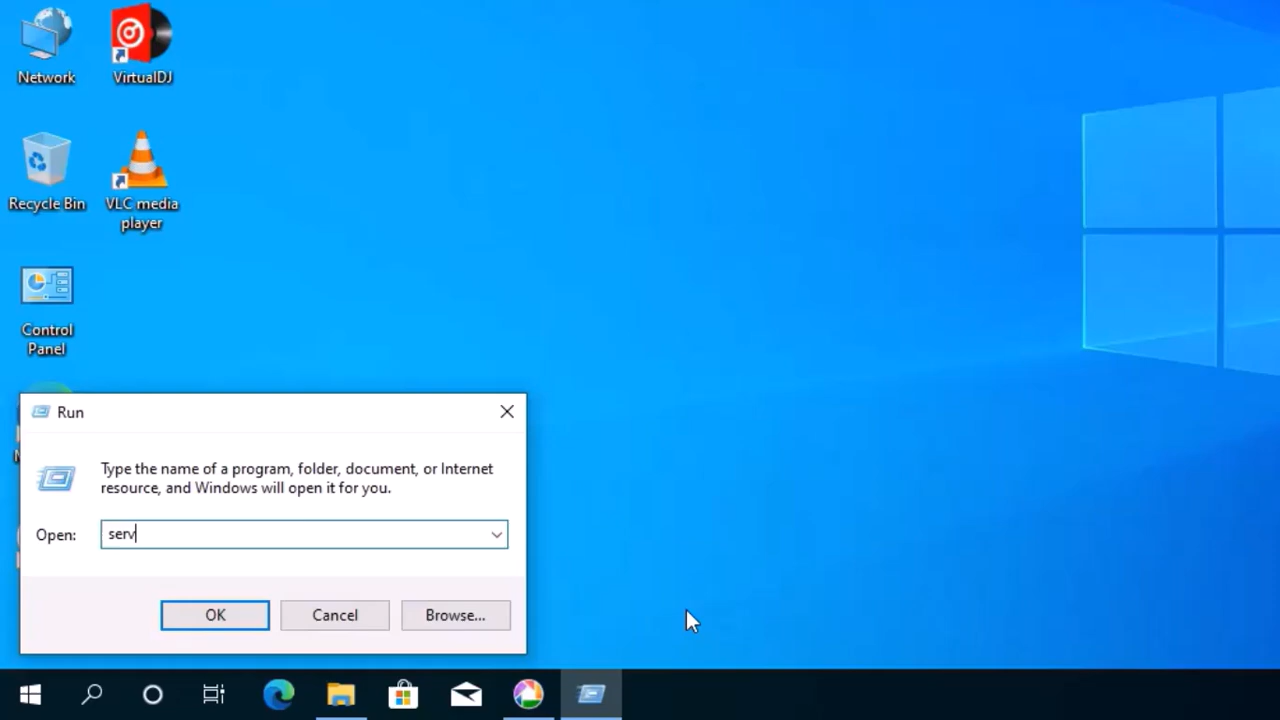 Network
VirtualDJ
Recycle Bin
VLC media
player
Control
Panel
Run
Type the name of a program, folder, document, or Internet
resource, and Windows will open it for you.
Open:
serv
OK
Cancel
Browse...